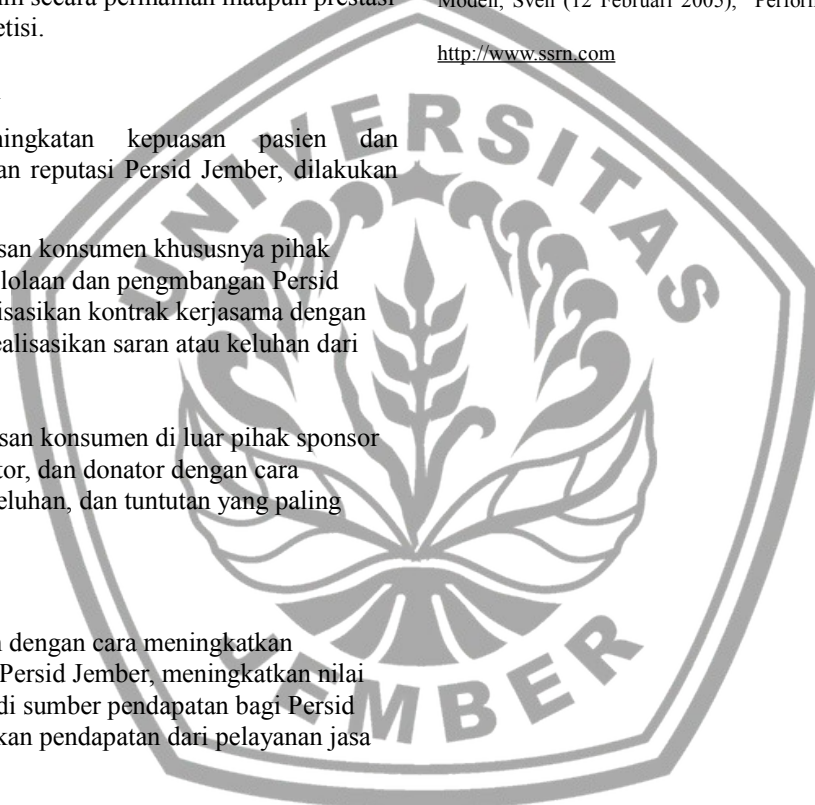 secara permainan maupun prestasi
etisi.
ningkatan kepuasan pasien dan
an reputasi Persid Jember, dilakukan
san konsumen khususnya pihak
lolaan dan pengmbangan Persid
isasikan kontrak kerjasama dengan
ealisasikan saran atau keluhan dari
san konsumen di luar pihak sponsor
tor, dan donator dengan cara
eluhan, dan tuntutan yang paling
n dengan cara meningkatkan
Persid Jember, meningkatkan nilai
di sumber pendapatan bagi Persid
kan pendapatan dari pelayanan jasa
Modell, Sven (12 Februari 2005), "Perform
http://www.ssrn.com
UNIVERSITAS
JEMBER